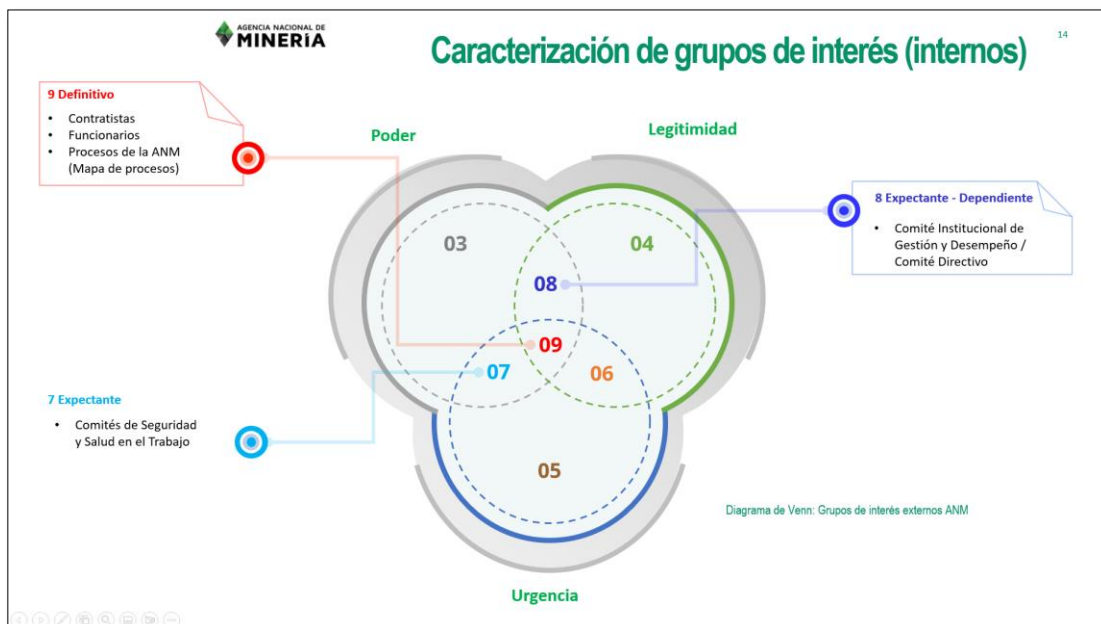 AGENCIA NACIONAL DE
MINERÍA
Caracterización de grupos de interés (internos)
14
9 Definitivo
• Contratistas
• Funcionarios
• Procesos de la ANM
(Mapa de procesos)
Poder
Legitimidad
8 Expectante - Dependiente
• Comité Institucional de
Gestión y Desempeño /
Comité Directivo
03
04
08
09
07
06
7 Expectante
• Comités de Seguridad
y Salud en el Trabajo
05
Diagrama de Venn: Grupos de interés externos ANM
Urgencia